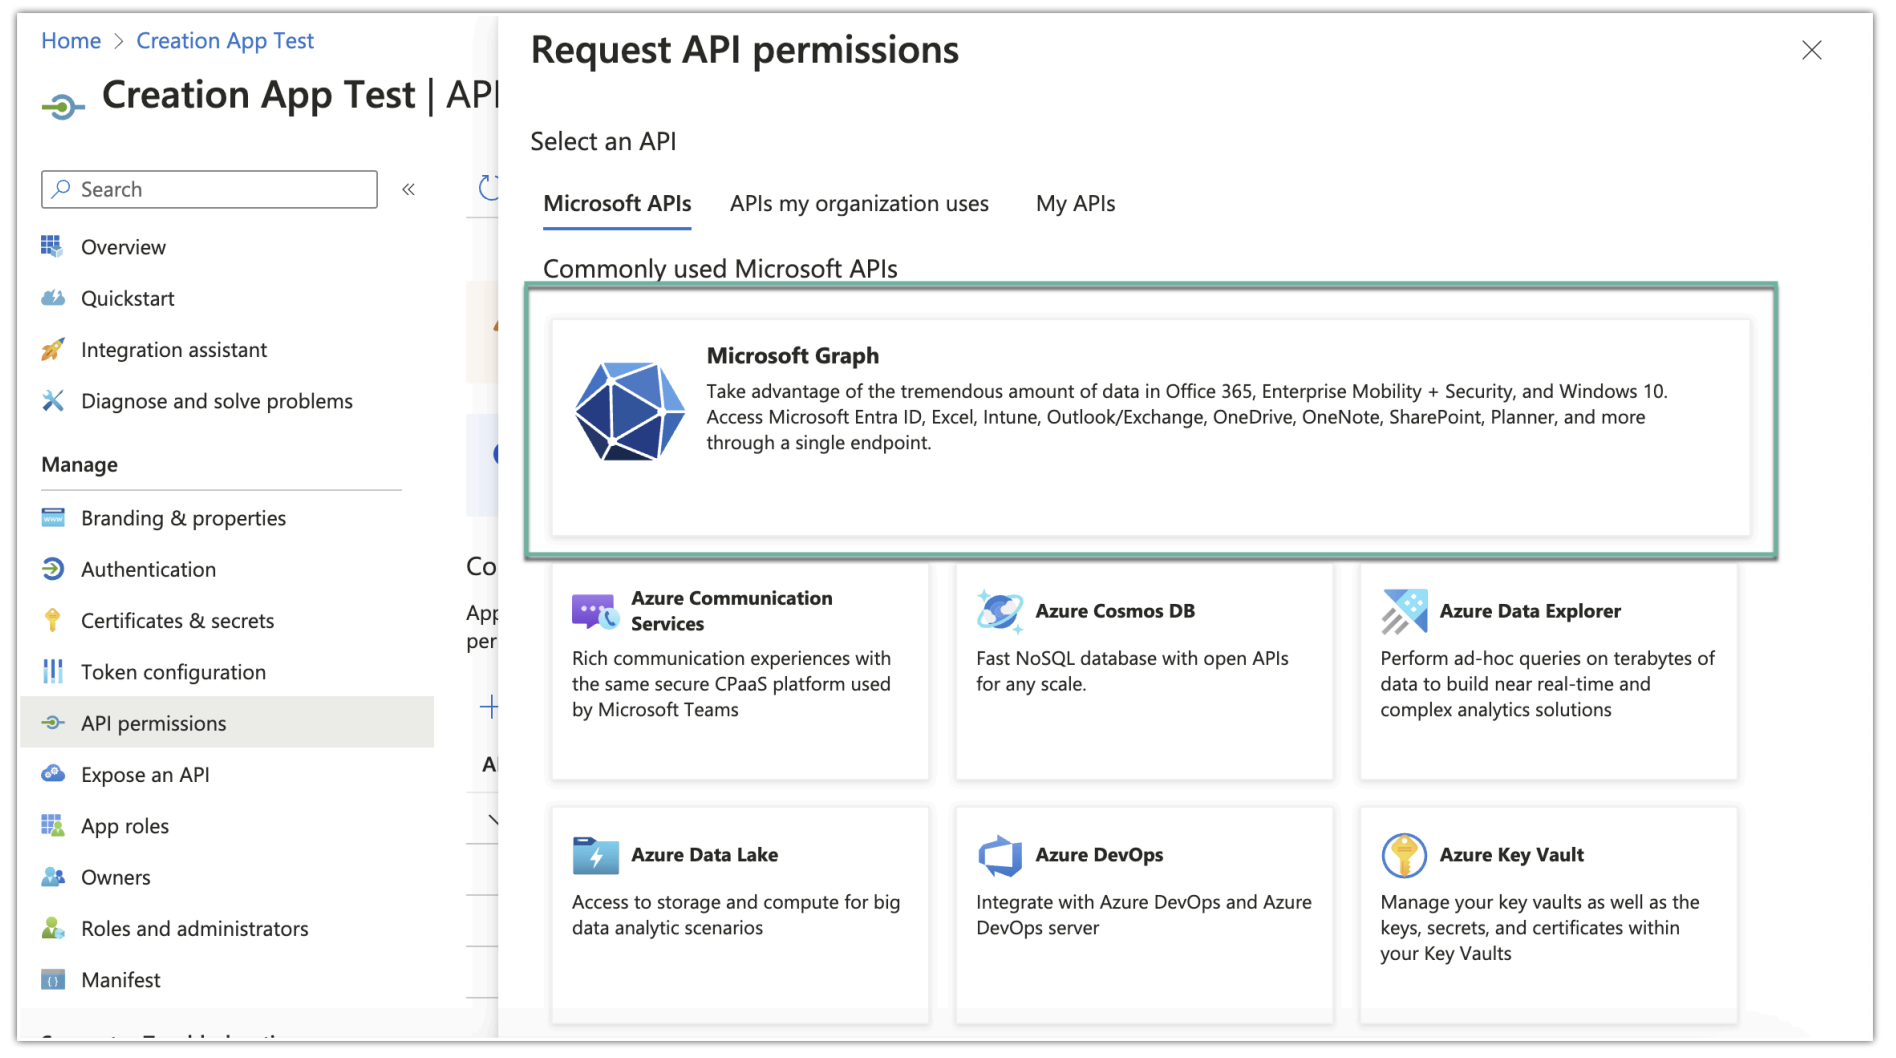 Home > Creation App Test
Creation App Test | API
Search
«
Overview
Quickstart
Integration assistant
Diagnose and solve problems
Manage
Branding & properties
Authentication
Certificates & secrets
Token configuration
API permissions
Expose an API
App roles
Owners
Roles and administrators
Manifest
Co
App
per
Request API permissions
Select an API
Microsoft APIs
APIs my organization uses
My APIs
Commonly used Microsoft APIs
Microsoft Graph
Take advantage of the tremendous amount of data in Office 365, Enterprise Mobility + Security, and Windows 10.
Access Microsoft Entra ID, Excel, Intune, Outlook/Exchange, OneDrive, OneNote, SharePoint, Planner, and more
through a single endpoint.
Azure Communication
Services
Rich communication experiences with
the same secure CPaaS platform used
by Microsoft Teams
Azure Cosmos DB
Fast NoSQL database with open APIs
for any scale.
Azure Data Explorer
Perform ad-hoc queries on terabytes of
data to build near real-time and
complex analytics solutions
Azure Data Lake
Access to storage and compute for big
data analytic scenarios
Azure DevOps
Integrate with Azure DevOps and Azure
DevOps server
Azure Key Vault
Manage your key vaults as well as the
keys, secrets, and certificates within
your Key Vaults